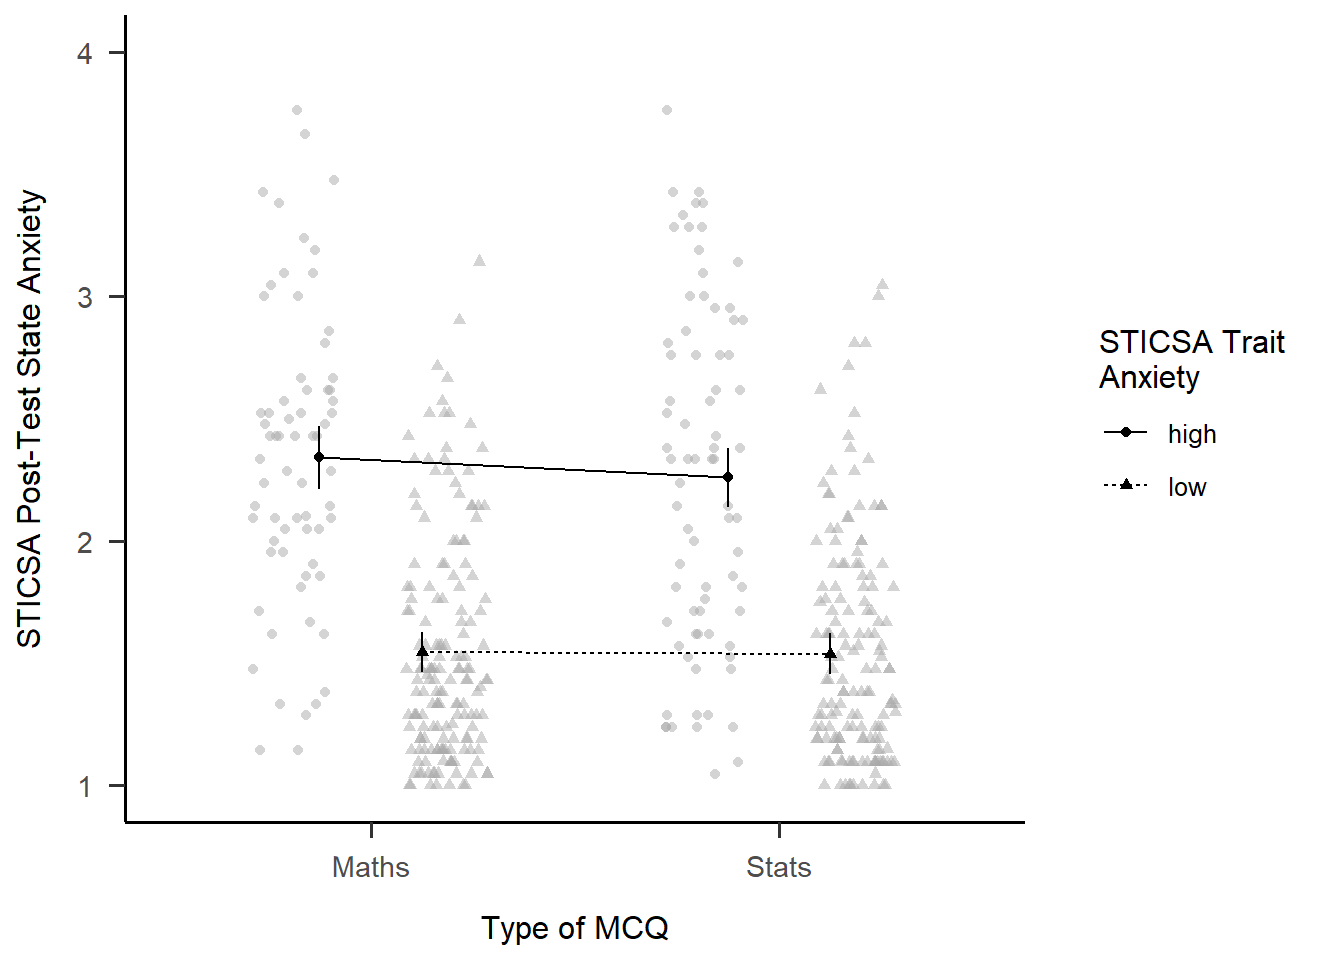 4
3
2
1
STICSA Post-Test State Anxiety
Maths
Stats
Type of MCQ
STICSA Trait
Anxiety
high
low